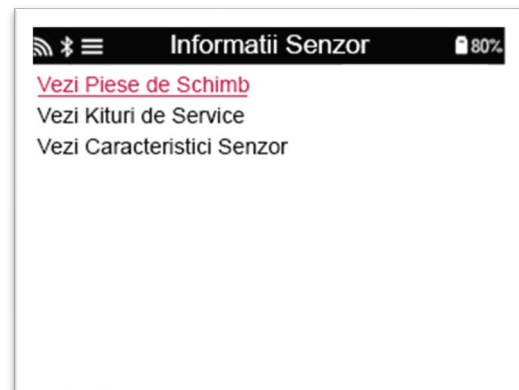 Informatii Senzor 80%
Vezi Piese de Schimb
Vezi Kituri de Service
Vezi Caracteristici Senzor